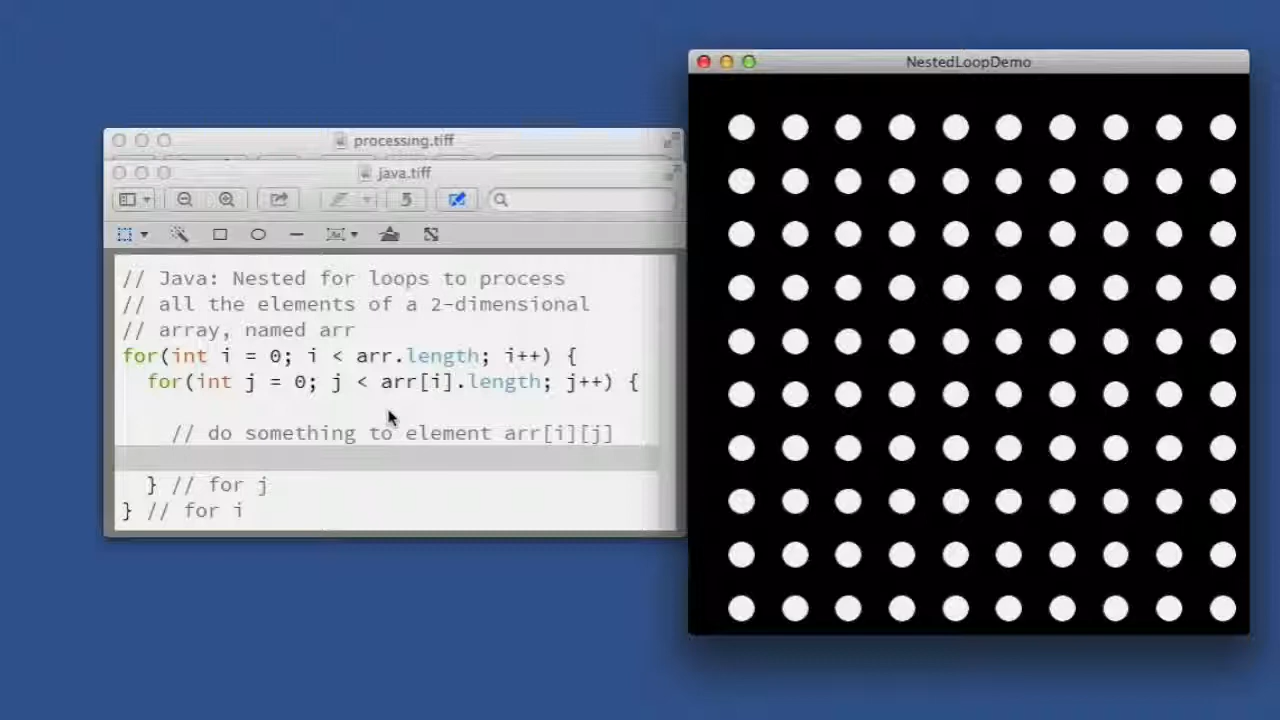 NestedLoopDemo
processing.tiff
java.tiff
// Java: Nested for loops to process
// all the elements of a 2-dimensional
// array, named arr
for(int i = 0; i < arr.length; i++) {
  for(int j = 0; j < arr[i].length; j++) {
    // do something to element arr[i][j]
  } // for j
} // for i